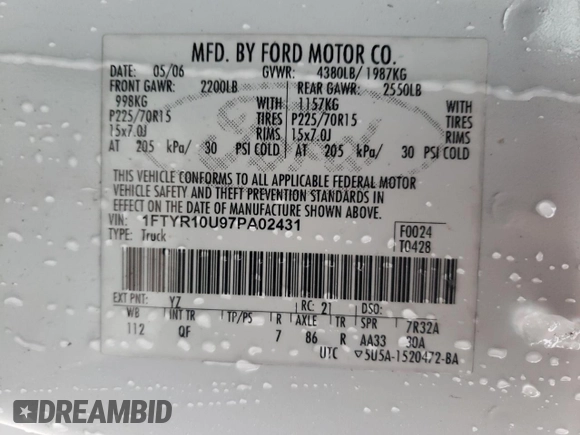 MFD. BY FORD MOTOR CO.
DATE: 05/06 GVWR: 4380LB/ 1987KG
FRONT GAWR: 2200LB REAR GAWR: 2550LB
998KG WITH 1157KG WITH
P225/70R15 TIRES P225/70R15 TIRES
15x7.0J RIMS 15x7.0J RIMS
AT 205 kPa/ 30 PSI COLD AT 205 kPa/ 30 PSI COLD
THIS VEHICLE CONFORMS TO ALL APPLICABLE FEDERAL MOTOR
VEHICLE SAFETY AND THEFT PREVENTION STANDARDS IN
EFFECT ON THE DATE OF MANUFACTURE SHOWN ABOVE.
VIN: 1FTYR10U97PA02431 F0024
TYPE: Truck T0428
EXT PNT: YZ RC: 21 DSO:
WB INT TR TP/PS R AXLE TR SPR 7R32A
112 QF 7 86 R AA33 30A
UTC ▽5U5A-1520472-BA
DREAMBID